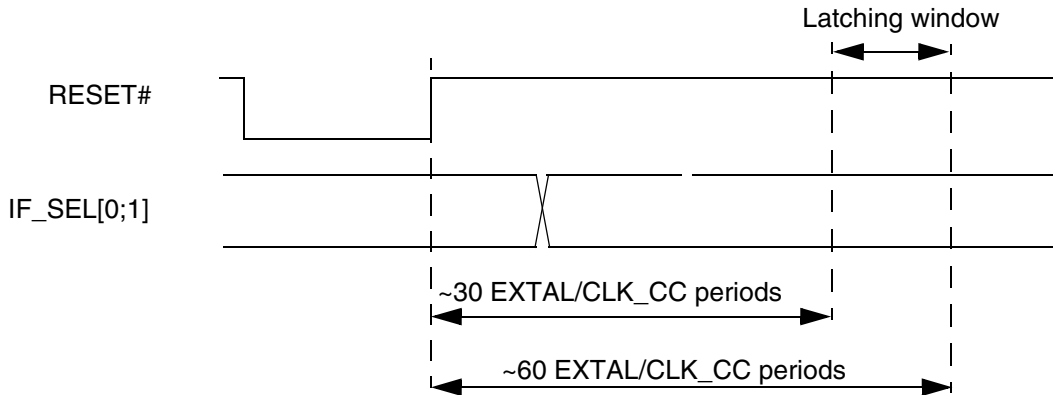 Latching window
RESET#
IF_SEL[0;1]
~30 EXTAL/CLK_CC periods
~60 EXTAL/CLK_CC periods